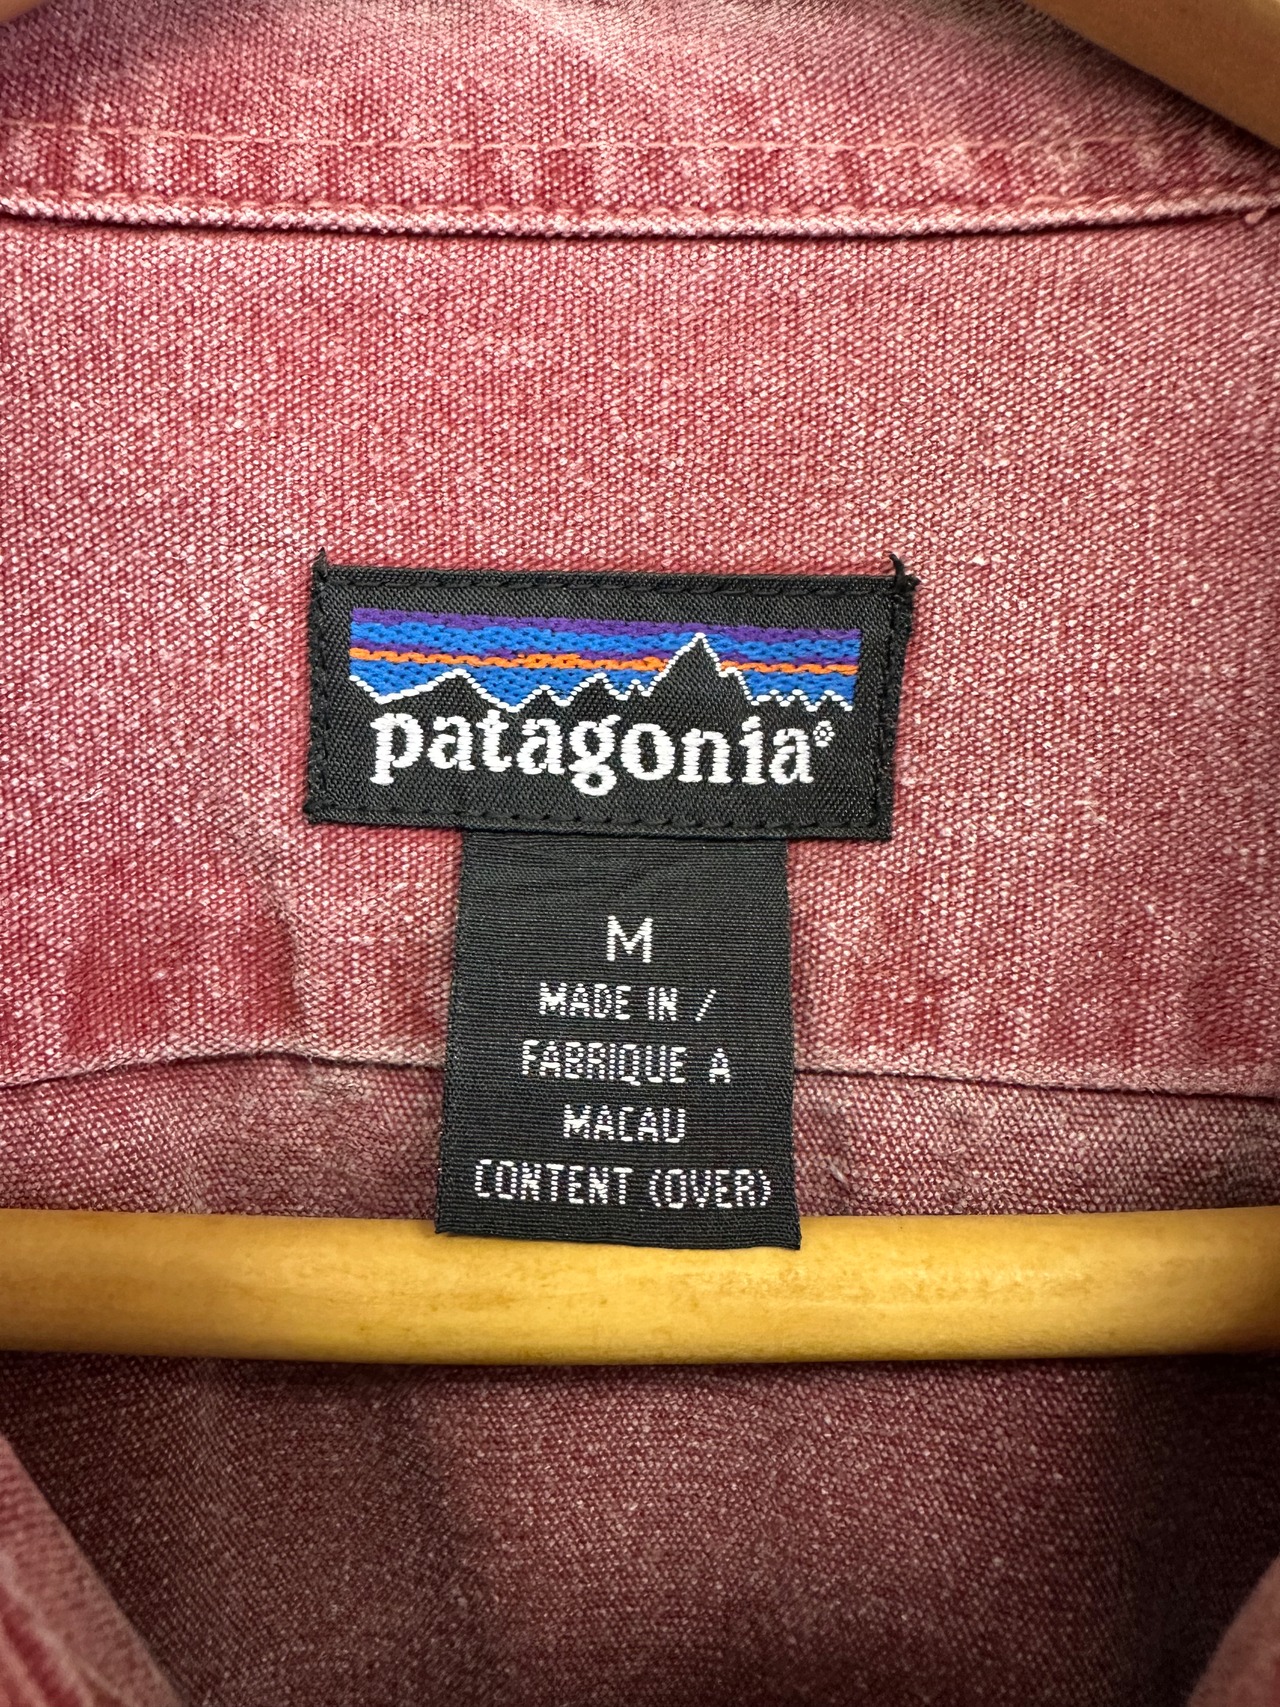 patagonia®
M
MADE IN /
FABRIQUE A
MACAU
CONTENT (OVER)